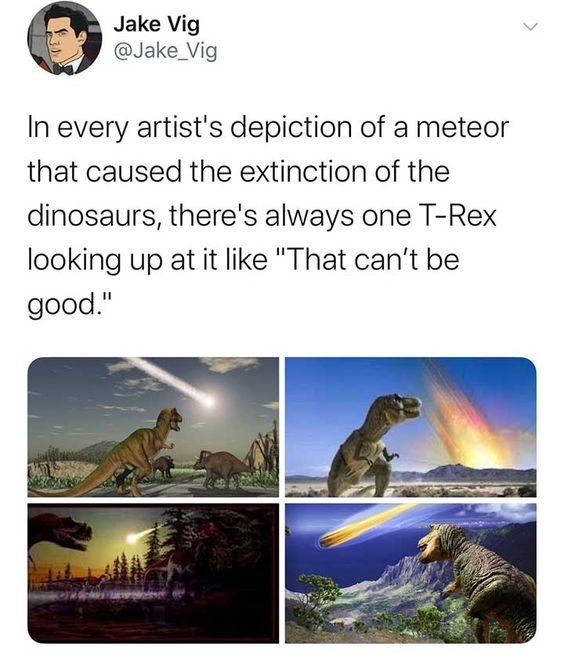 Jake Vig
@Jake_Vig
In every artist's depiction of a meteor
that caused the extinction of the
dinosaurs, there's always one T-Rex
looking up at it like "That can’t be
good."